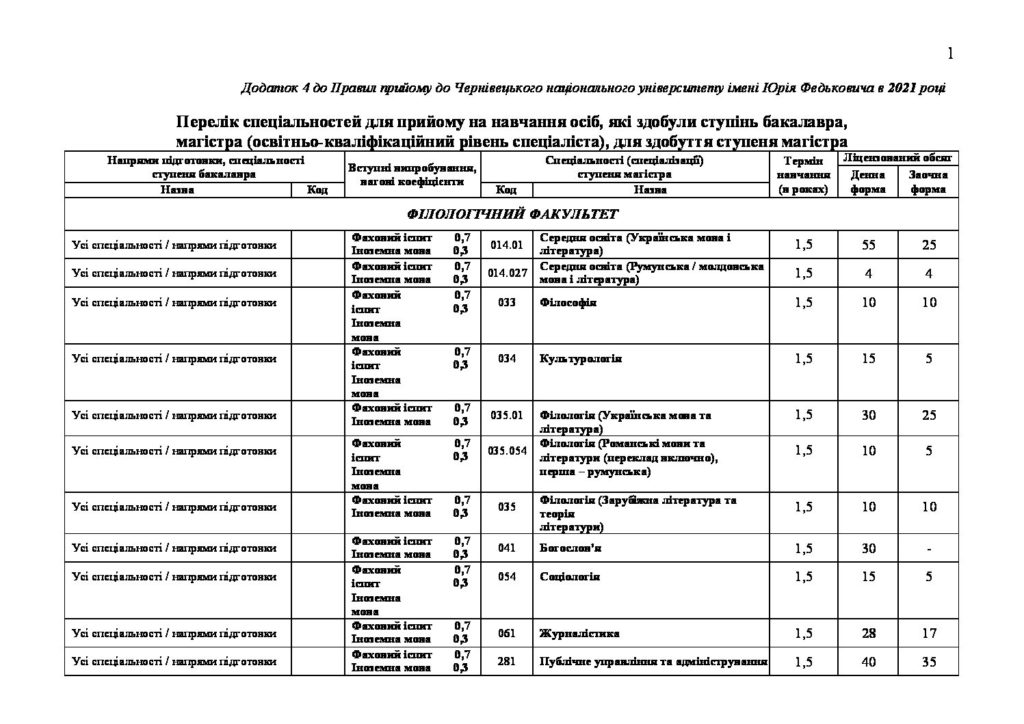 1
Додаток 4 до Правил прийому до Чернівецького національного університету імені Юрія Федьковича в 2021 році
Перелік спеціальностей для прийому на навчання осіб, які здобули ступінь бакалавра,
магістра (освітньо-кваліфікаційний рівень спеціаліста), для здобуття ступеня магістра
Напрями підготовки, спеціальності
ступеня бакалавра
Назва Код
Вступні випробування,
вагові коефіцієнти
Спеціальності (спеціалізації)
ступеня магістра
Код Назва
Термін
навчання
(в роках)
Ліцензований обсяг
Денна
форма
Заочна
форма
ФІЛОЛОГІЧНИЙ ФАКУЛЬТЕТ
Усі спеціальності / напрями підготовки
Фаховий іспит 0,7
Іноземна мова 0,3
014.01
Середня освіта (Українська мова і
література)
1,5 55 25
Усі спеціальності / напрями підготовки
Фаховий іспит 0,7
Іноземна мова 0,3
014.027
Середня освіта (Румунська / молдовська
мова і література)
1,5 4 4
Усі спеціальності / напрями підготовки
Фаховий 0,7
іспит 0,3
Іноземна
мова
033 Філософія 1,5 10 10
Усі спеціальності / напрями підготовки
Фаховий 0,7
іспит 0,3
Іноземна
мова
034 Культурологія 1,5 15 5
Усі спеціальності / напрями підготовки
Фаховий іспит 0,7
Іноземна мова 0,3
035.01
Філологія (Українська мова та
література)
1,5 30 25
Усі спеціальності / напрями підготовки
Фаховий 0,7
іспит 0,3
Іноземна
мова
035.054
Філологія (Романські мови та
літератури (переклад включно),
перша – румунська)
1,5 10 5
Усі спеціальності / напрями підготовки
Фаховий іспит 0,7
Іноземна мова 0,3
035
Філологія (Зарубіжна література та
теорія
літератури)
1,5 10 10
Усі спеціальності / напрями підготовки
Фаховий іспит 0,7
Іноземна мова 0,3
041 Богослов’я 1,5 30 -
Усі спеціальності / напрями підготовки
Фаховий 0,7
іспит 0,3
Іноземна
мова
054 Соціологія 1,5 15 5
Усі спеціальності / напрями підготовки
Фаховий іспит 0,7
Іноземна мова 0,3
061 Журналістика 1,5 28 17
Усі спеціальності / напрями підготовки
Фаховий іспит 0,7
Іноземна мова 0,3
281 Публічне управління та адміністрування 1,5 40 35